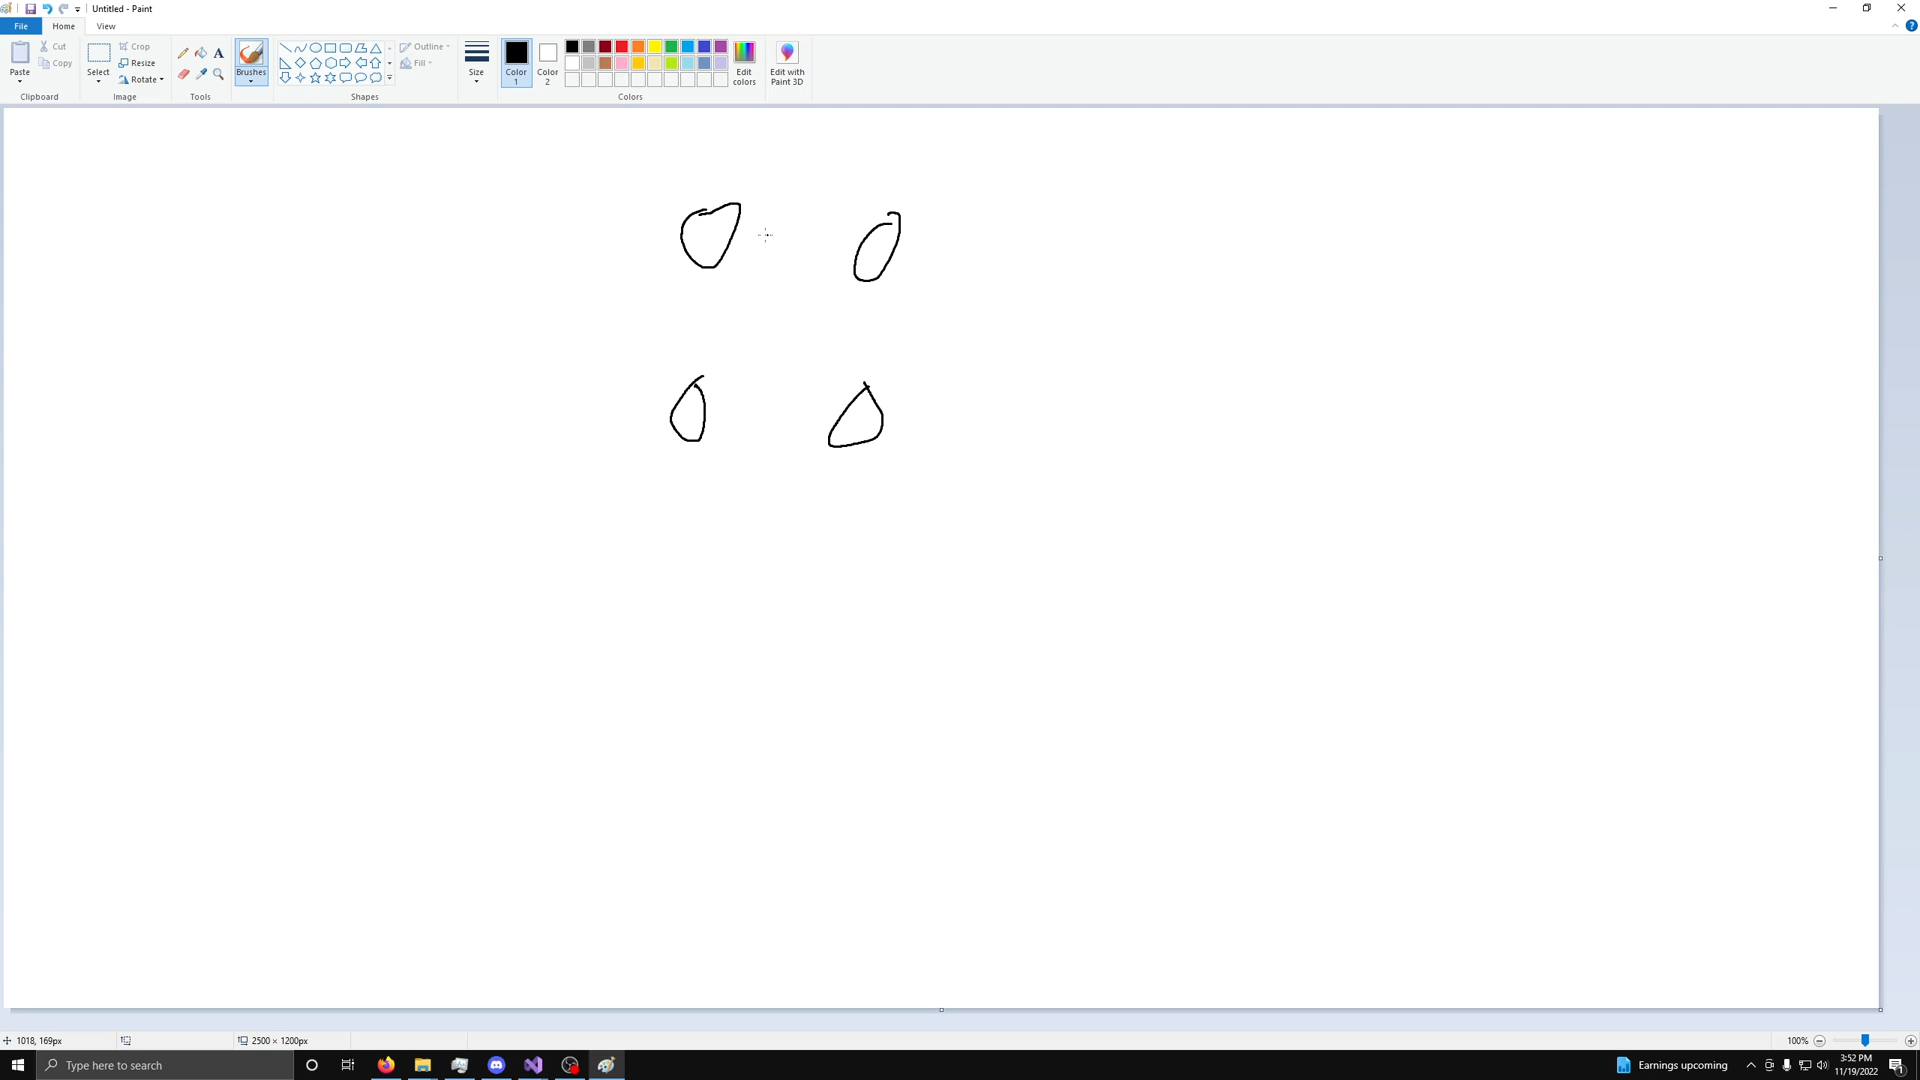 Untitled - Paint
File Home View
Paste
Cut
Copy
Clipboard
Select
Crop
Resize
Rotate
Image
A
Tools
Brushes
Outline
Fill
Shapes
Size
Color 1
Color 2
Edit colors
Colors
Edit with Paint 3D
1018, 169px
2500 × 1200px
100%
Type here to search
Earnings upcoming
3:52 PM
11/19/2022
1